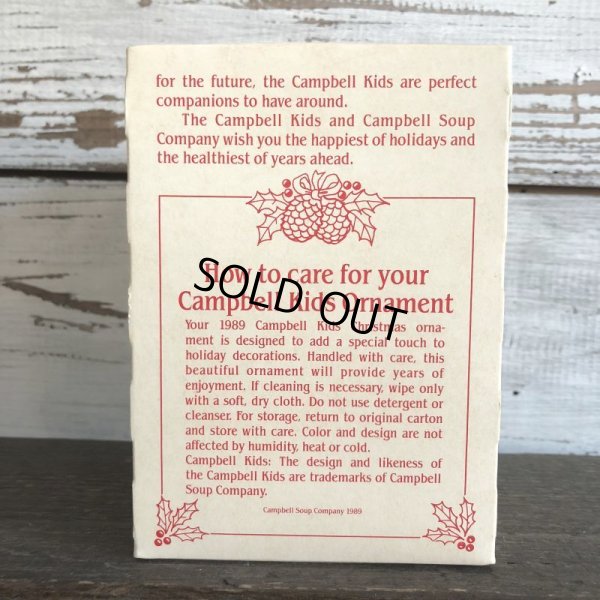 for the future, the Campbell Kids are perfect
companions to have around.
The Campbell Kids and Campbell Soup
Company wish you the happiest of holidays and
the healthiest of years ahead.
How to care for your
Campbell Kids Ornament
SOLD OUT
Your 1989 Campbell Kids Christmas orna-
ment is designed to add a special touch to
holiday decorations. Handled with care, this
beautiful ornament will provide years of
enjoyment. If cleaning is necessary, wipe only
with a soft, dry cloth. Do not use detergent or
cleanser. For storage, return to original carton
and store with care. Color and design are not
affected by humidity, heat or cold.
Campbell Kids: The design and likeness of
the Campbell Kids are trademarks of Campbell
Soup Company.
Campbell Soup Company 1989